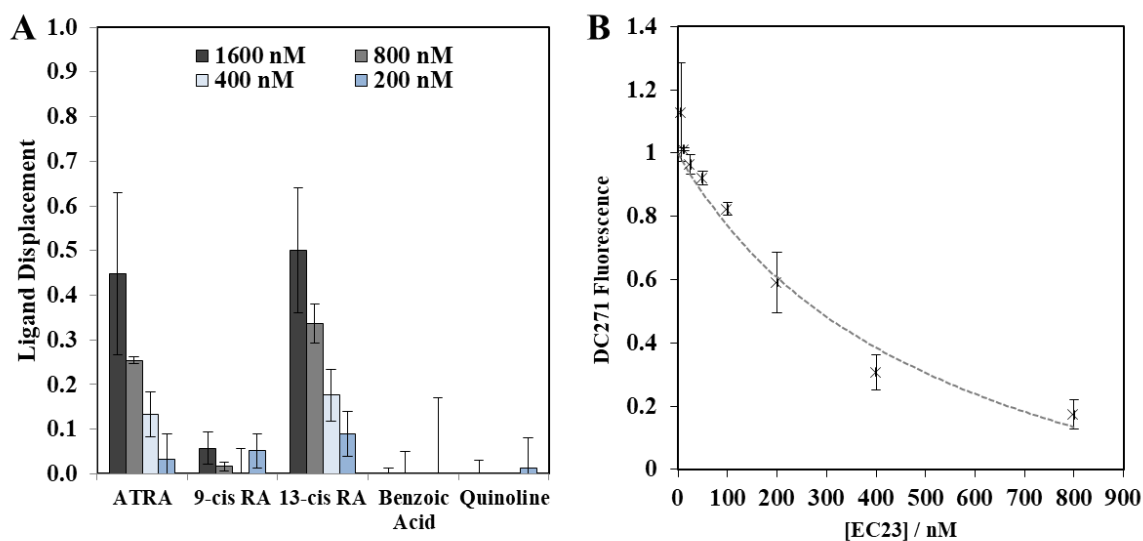 A
1.0
0.9
0.8
0.7
0.6
0.5
0.4
0.3
0.2
0.1
0.0
Ligand Displacement
1600 nM
800 nM
400 nM
200 nM
ATRA
9-cis RA
13-cis RA
Benzoic
Acid
Quinoline
B
1.4
1.2
1
0.8
0.6
0.4
0.2
0
DC271 Fluorescence
0 100 200 300 400 500 600 700 800 900
[EC23] / nM